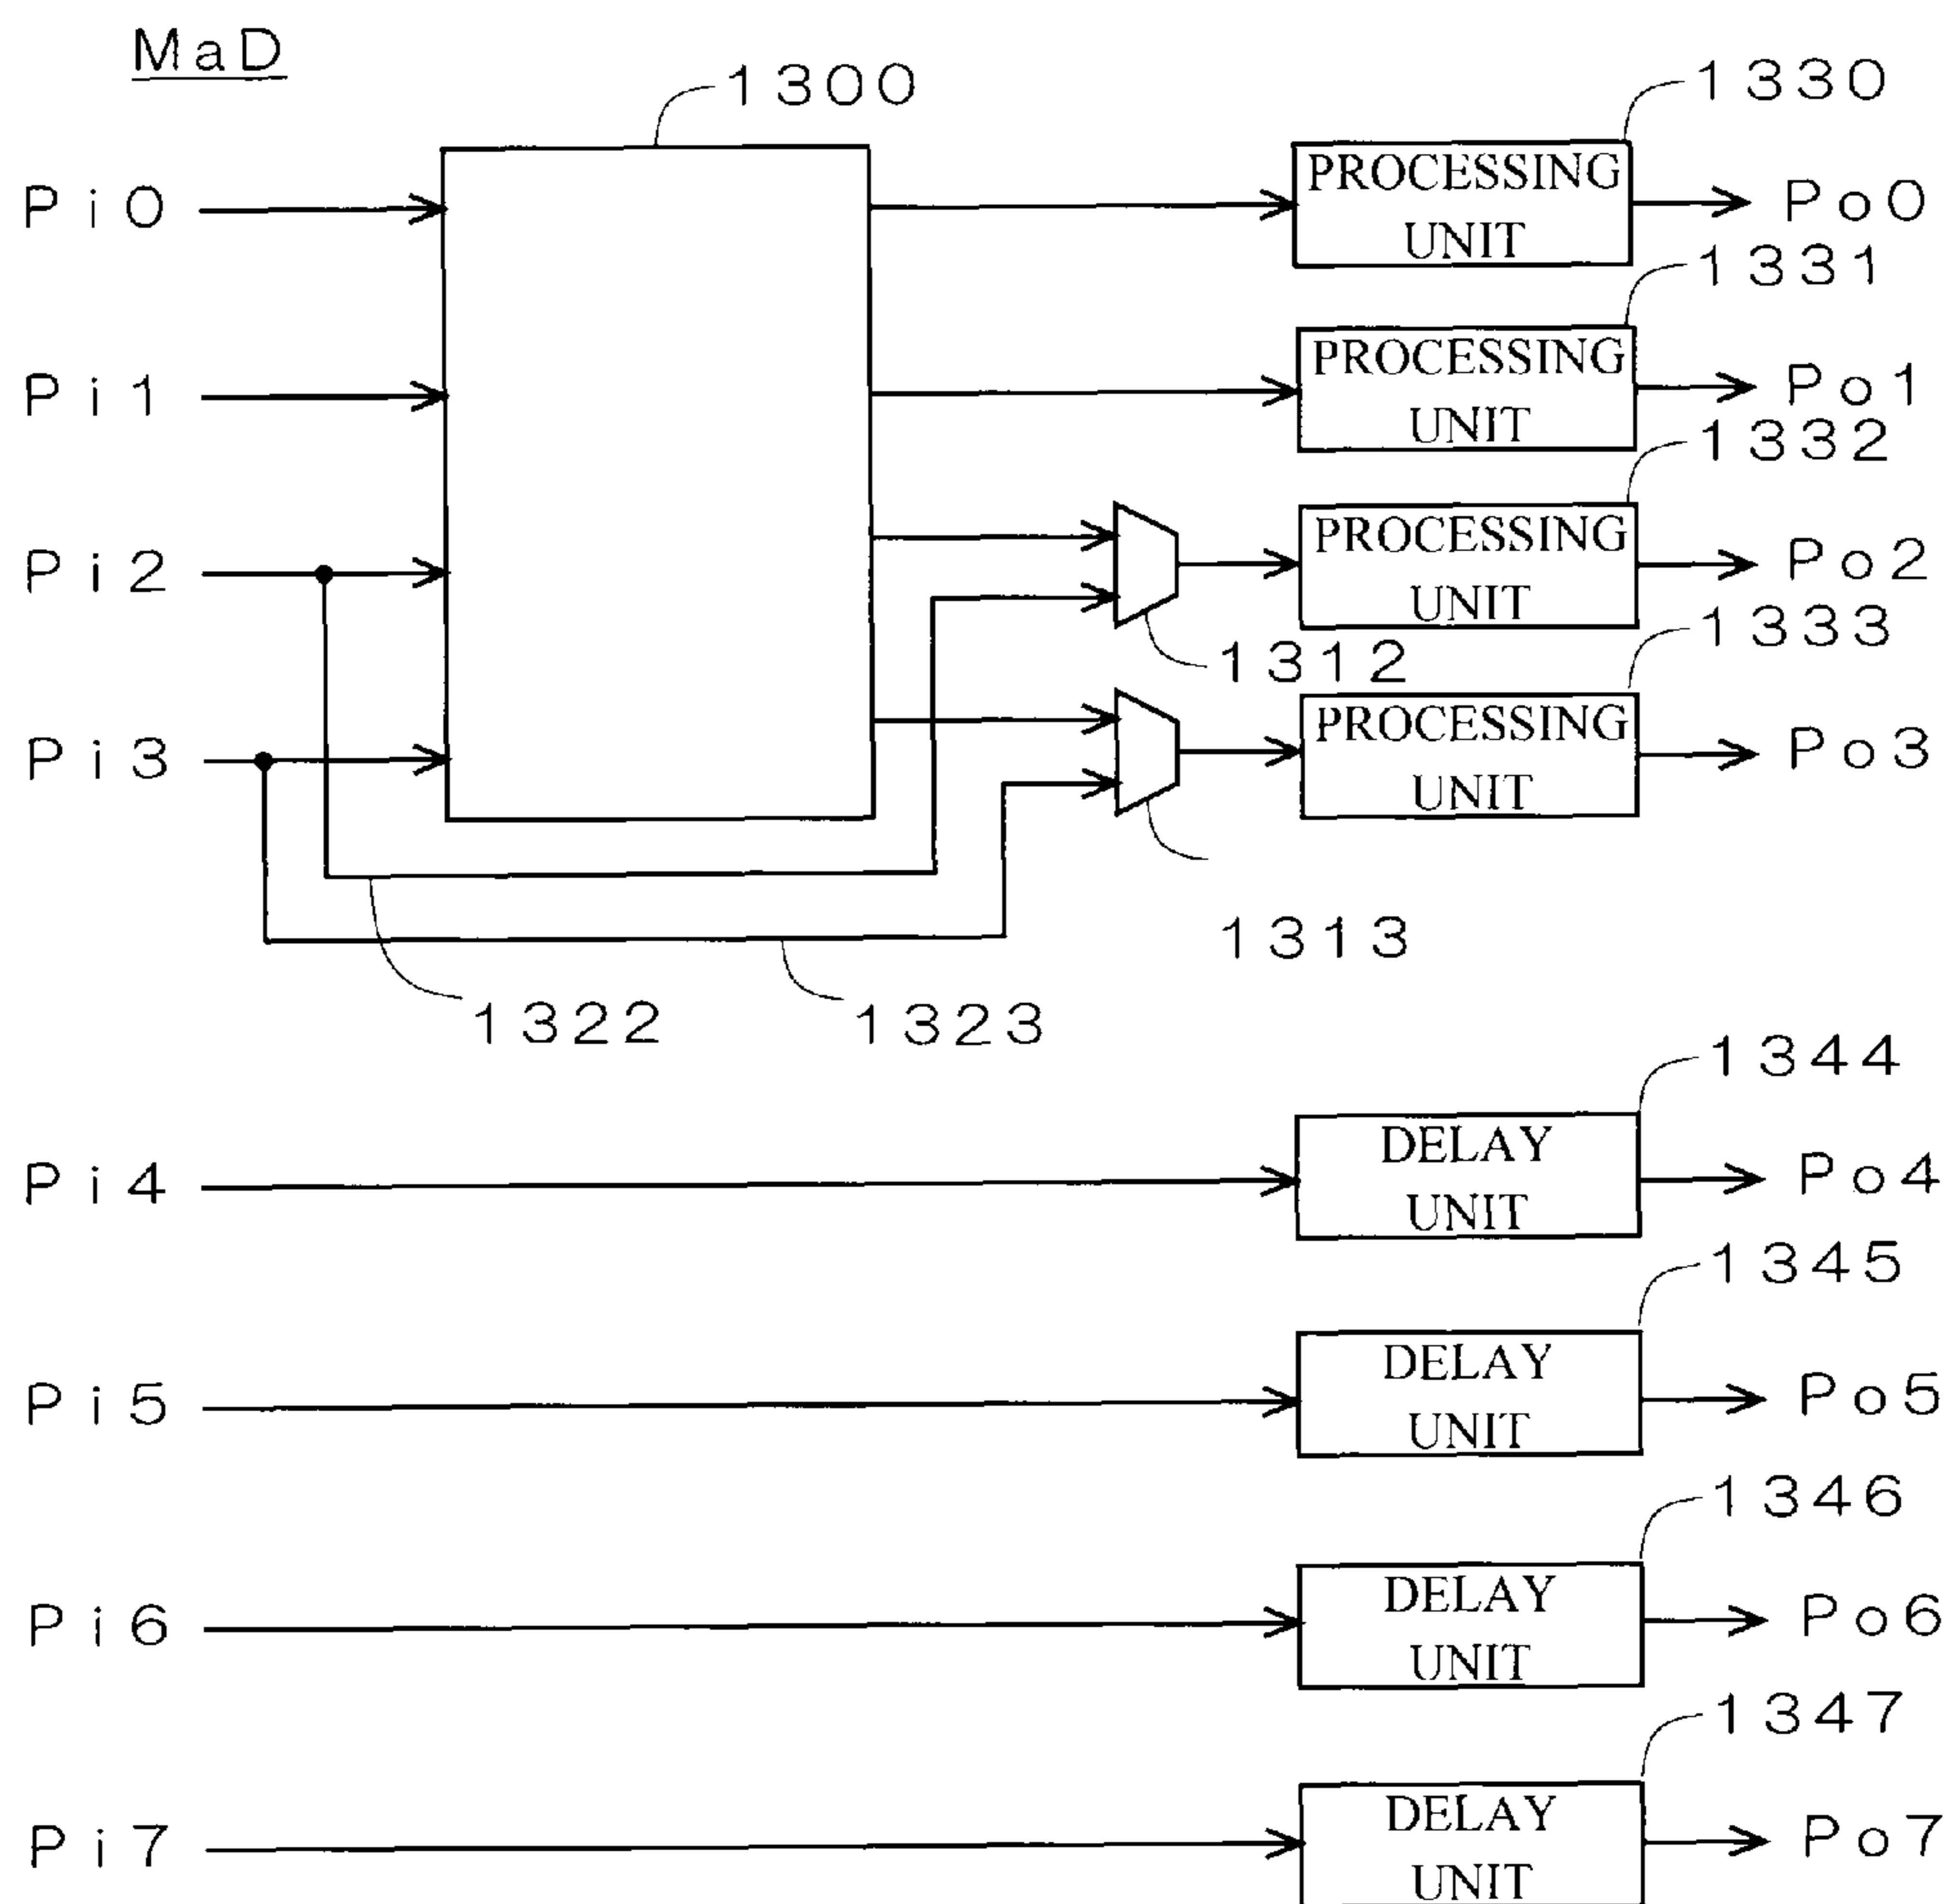 MaD
1300
1330
Pi0
PROCESSING
UNIT
Po0
1331
Pi1
PROCESSING
UNIT
Po1
1332
Pi2
PROCESSING
UNIT
Po2
1312
1333
Pi3
PROCESSING
UNIT
Po3
1313
1322
1323
1344
Pi4
DELAY
UNIT
Po4
1345
Pi5
DELAY
UNIT
Po5
1346
Pi6
DELAY
UNIT
Po6
1347
Pi7
DELAY
UNIT
Po7